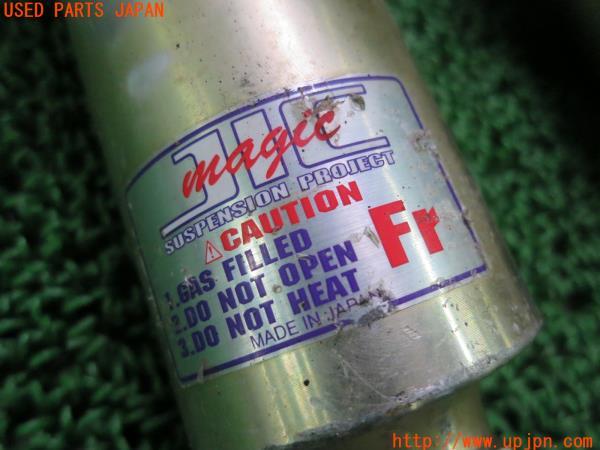 USED PARTS JAPAN
JIC
magic
SUSPENSION PROJECT
⚠CAUTION
1.GAS FILLED
2.DO NOT OPEN
3.DO NOT HEAT
Fr
MADE IN JAPAN
http://www.upjpn.com/